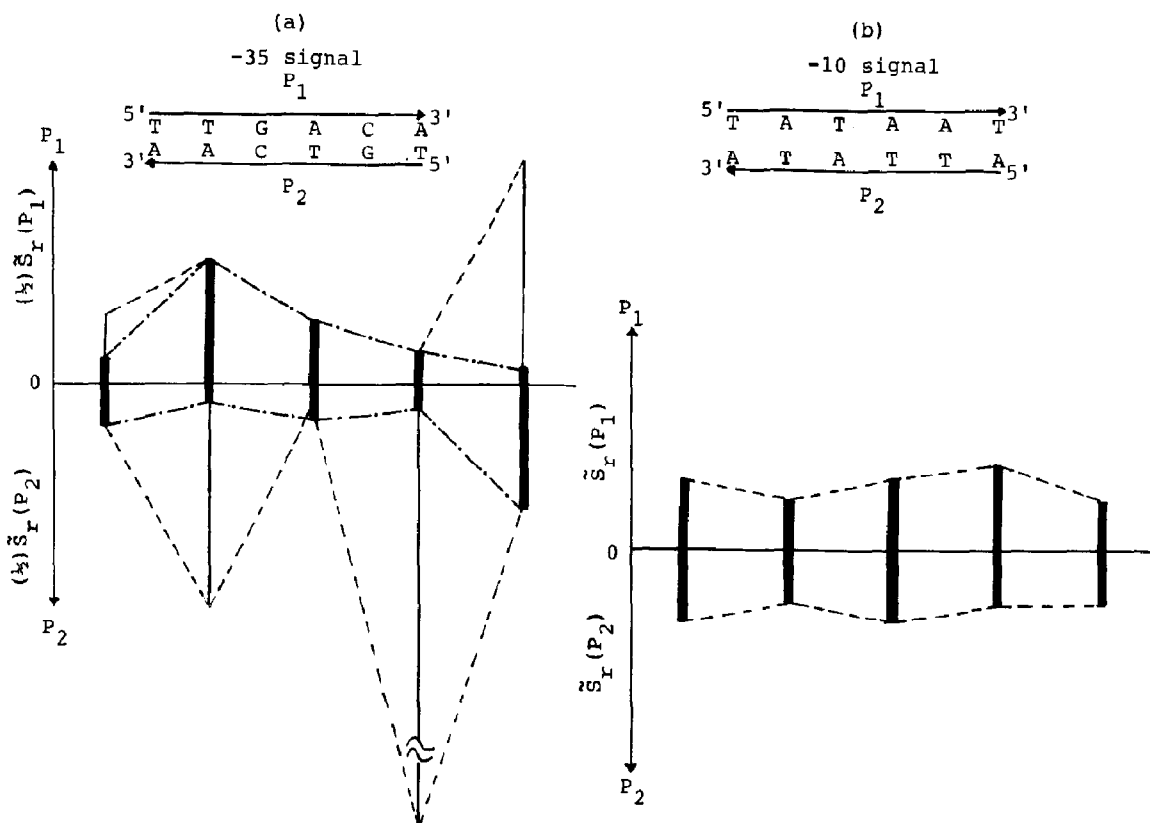 (a)
-35 signal
P1
5' 3'
T T G A C A
A A C T G T
3' 5'
P2
P1
(½) S̃r(P1)
0
(½) S̃r(P2)
P2
(b)
-10 signal
P1
5' 3'
T A T A A T
A T A T T A
3' 5'
P2
P1
S̃r(P1)
0
S̃r(P2)
P2